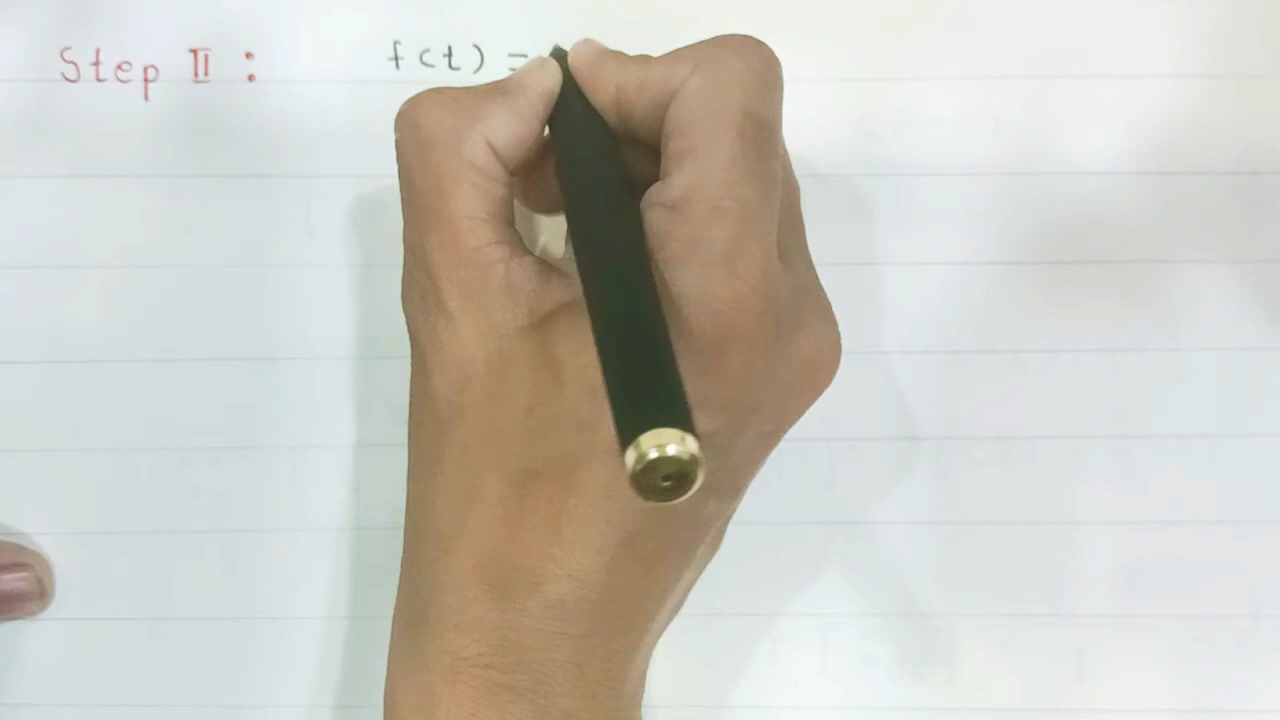 Step II : f(t) =